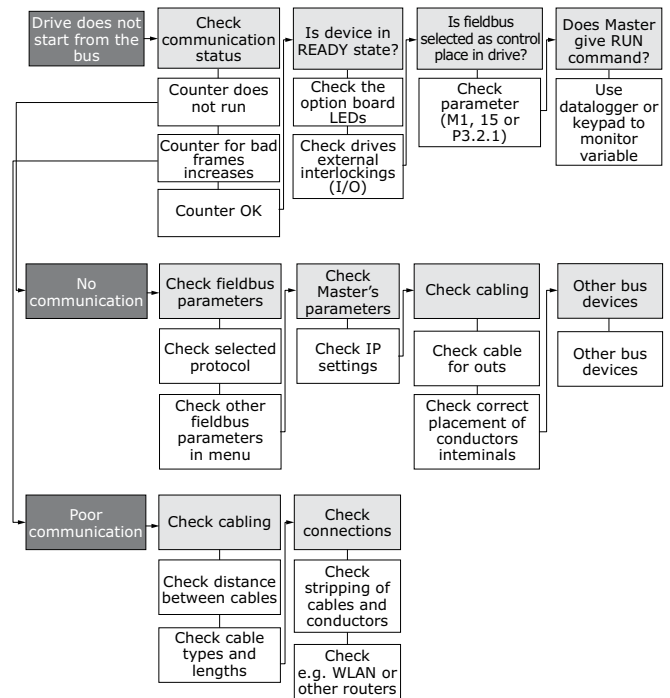 Drive does not
start from the
bus
Check
communication
status
Counter does
not run
Counter for bad
frames
increases
Counter OK
Is device in
READY state?
Check the
option board
LEDs
Check drives
external
interlockings
(I/O)
Is fieldbus
selected as control
place in drive?
Check
parameter
(M1, 15 or
P3.2.1)
Does Master
give RUN
command?
Use
datalogger or
keypad to
monitor
variable
No
communication
Check fieldbus
parameters
Check selected
protocol
Check other
fieldbus
parameters
in menu
Check
Master's
parameters
Check IP
settings
Check cabling
Check cable
for outs
Check correct
placement of
conductors
interminals
Other bus
devices
Other bus
devices
Poor
communication
Check cabling
Check distance
between cables
Check cable
types and
lengths
Check
connections
Check
stripping of
cables and
conductors
Check
e.g. WLAN or
other routers